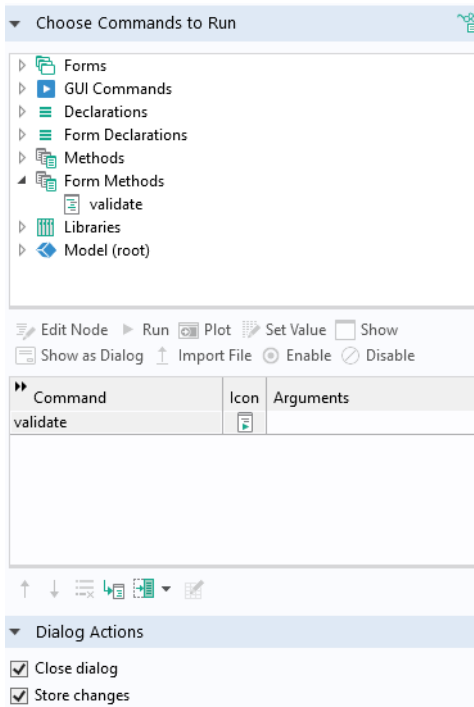 Choose Commands to Run
Forms
GUI Commands
Declarations
Form Declarations
Methods
Form Methods
validate
Libraries
Model (root)
Edit Node Run Plot Set Value Show
Show as Dialog Import File Enable Disable
Command Icon Arguments
validate
Dialog Actions
Close dialog
Store changes